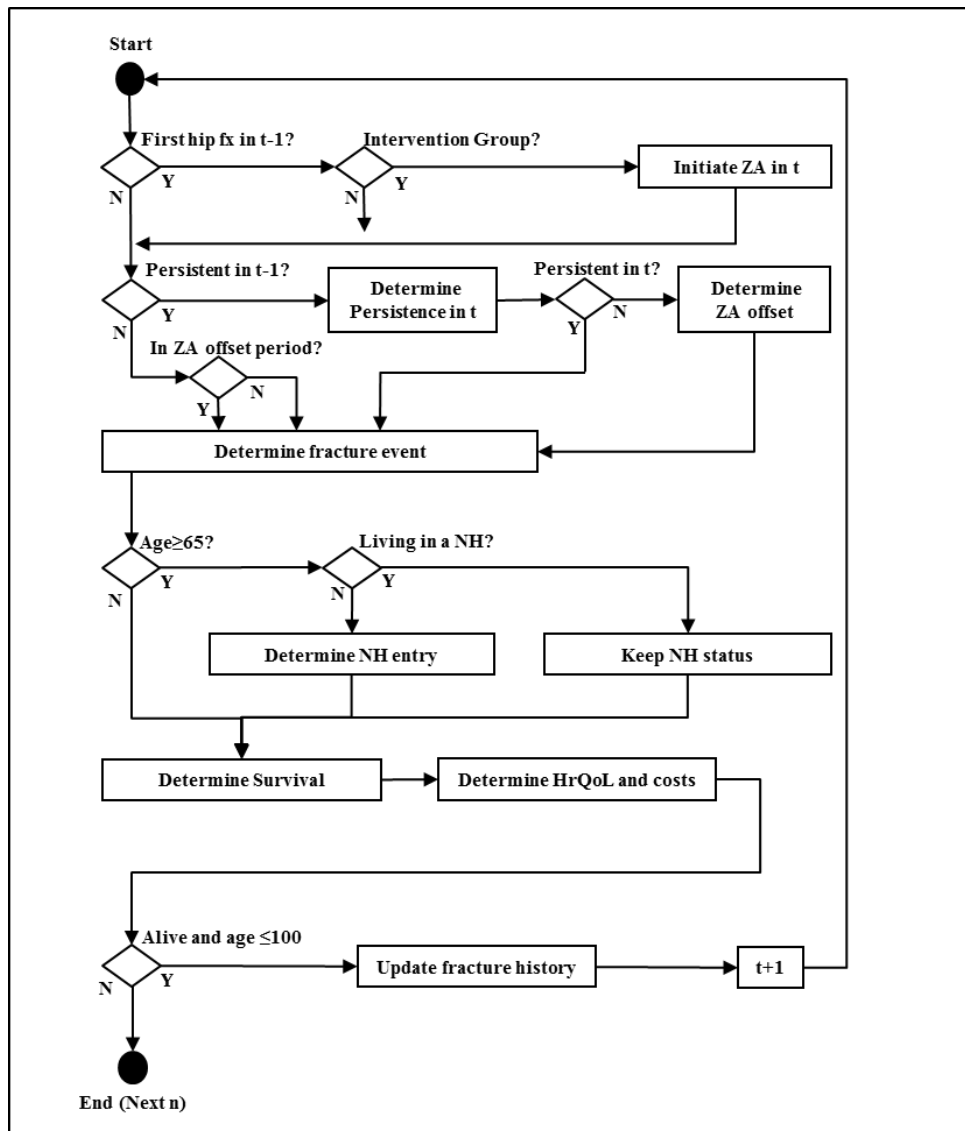 Start
First hip fx in t-1?
Intervention Group?
Y
N
N
Y
Initiate ZA in t
Persistent in t-1?
Persistent in t?
Determine
Persistence in t
Determine
ZA offset
N
Y
Y
N
In ZA offset period?
Y
N
Determine fracture event
Age≥65?
Living in a NH?
N
Y
N
Y
Determine NH entry
Keep NH status
Determine Survival
Determine HrQoL and costs
Alive and age ≤100
N
Y
Update fracture history
t+1
End (Next n)